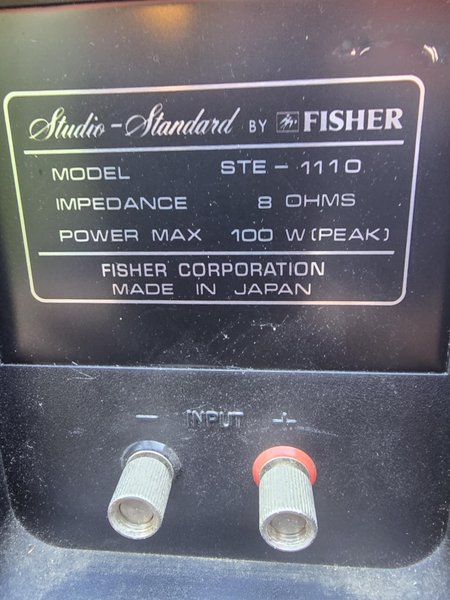 Studio-Standard BY FISHER
MODEL STE-1110
IMPEDANCE 8 OHMS
POWER MAX 100 W (PEAK)
FISHER CORPORATION
MADE IN JAPAN
- INPUT +